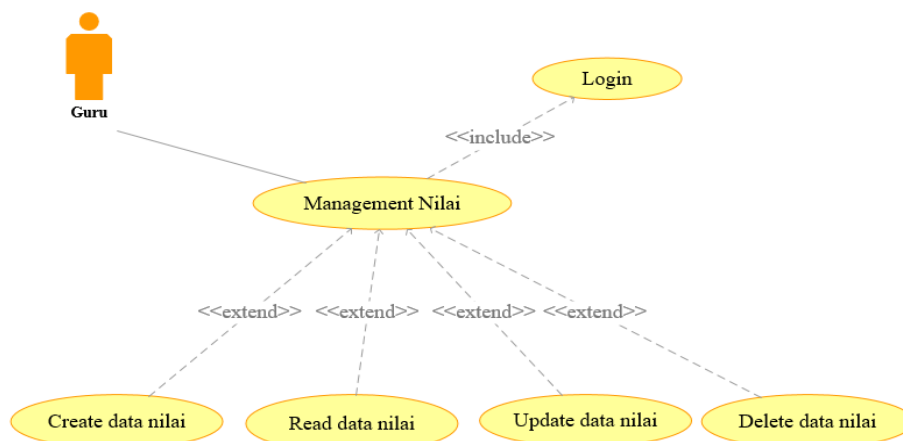 Guru
Login
<<include>>
Management Nilai
<<extend>> <<extend>> <<extend>> <<extend>>
Create data nilai
Read data nilai
Update data nilai
Delete data nilai